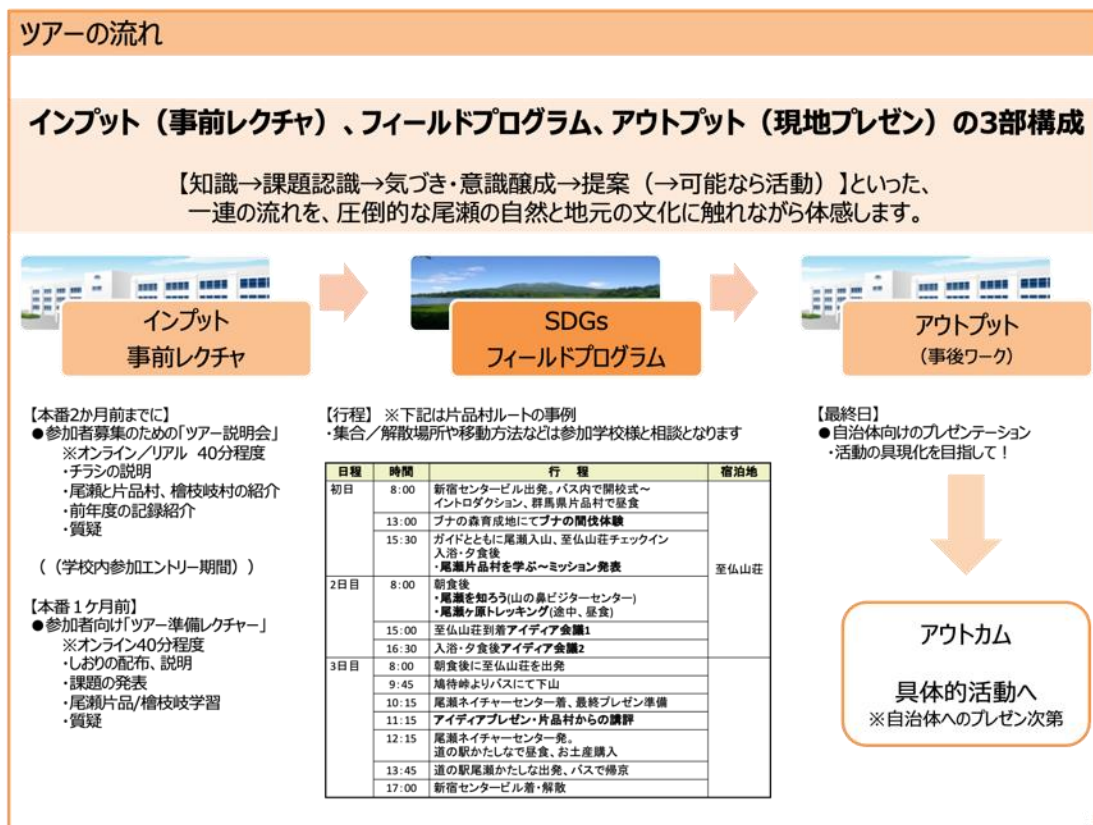 ツアーの流れ
インプット（事前レクチャ）、フィールドプログラム、アウトプット（現地プレゼン）の3部構成
【知識→課題認識→気づき・意識醸成→提案（→可能なら活動）】といった、
一連の流れを、圧倒的な尾瀬の自然と地元の文化に触れながら体感します。
インプット
事前レクチャ
SDGs
フィールドプログラム
アウトプット
（事後ワーク）
【本番2か月前までに】
●参加者募集のための「ツアー説明会」
※オンライン／リアル 40分程度
・チラシの説明
・尾瀬と片品村、檜枝岐村の紹介
・前年度の記録紹介
・質疑
（（学校内参加エントリー期間））
【本番１ケ月前】
●参加者向け「ツアー準備レクチャー」
※オンライン40分程度
・しおりの配布、説明
・課題の発表
・尾瀬片品/檜枝岐学習
・質疑
【行程】 ※下記は片品村ルートの事例
・集合／解散場所や移動方法などは参加学校様と相談となります
日程 時間 行 程 宿泊地
初日 8:00 新宿センタービル出発。バス内で開校式～
イントロダクション、群馬県片品村で昼食
13:00 ブナの森育成地にてブナの間伐体験
15:30 ガイドとともに尾瀬入山、至仏山荘チェックイン
入浴・夕食後
・尾瀬片品村を学ぶ～ミッション発表
至仏山荘
2日目 8:00 朝食後
・尾瀬を知ろう(山の鼻ビジターセンター)
・尾瀬ヶ原トレッキング(途中、昼食)
15:00 至仏山荘到着アイディア会議1
16:30 入浴・夕食後アイディア会議2
3日目 8:00 朝食後に至仏山荘を出発
9:45 鳩待峠よりバスにて下山
10:15 尾瀬ネイチャーセンター着、最終プレゼン準備
11:15 アイディアプレゼン・片品村からの講評
12:15 尾瀬ネイチャーセンター発。
道の駅かたしなで昼食、お土産購入
13:45 道の駅尾瀬かたしな出発、バスで帰京
17:00 新宿センタービル着・解散
【最終日】
●自治体向けのプレゼンテーション
・活動の具現化を目指して！
アウトカム
具体的活動へ
※自治体へのプレゼン次第